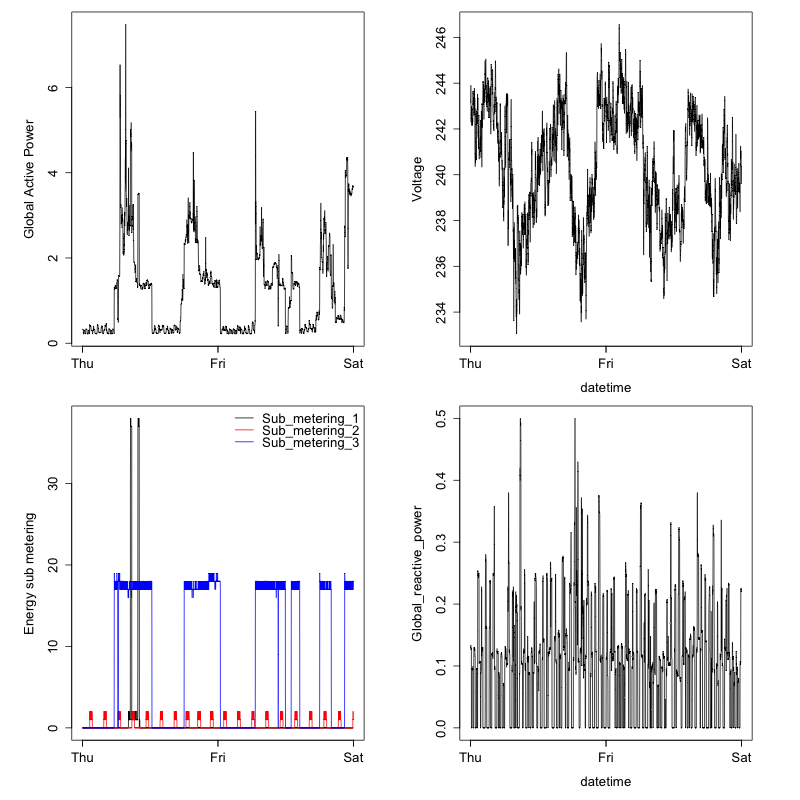 Global Active Power
0
2
4
6
Thu
Fri
Sat
Voltage
234
236
238
240
242
244
246
Thu
Fri
Sat
datetime
Energy sub metering
0
10
20
30
Sub_metering_1
Sub_metering_2
Sub_metering_3
Thu
Fri
Sat
Global_reactive_power
0.0
0.1
0.2
0.3
0.4
0.5
Thu
Fri
Sat
datetime